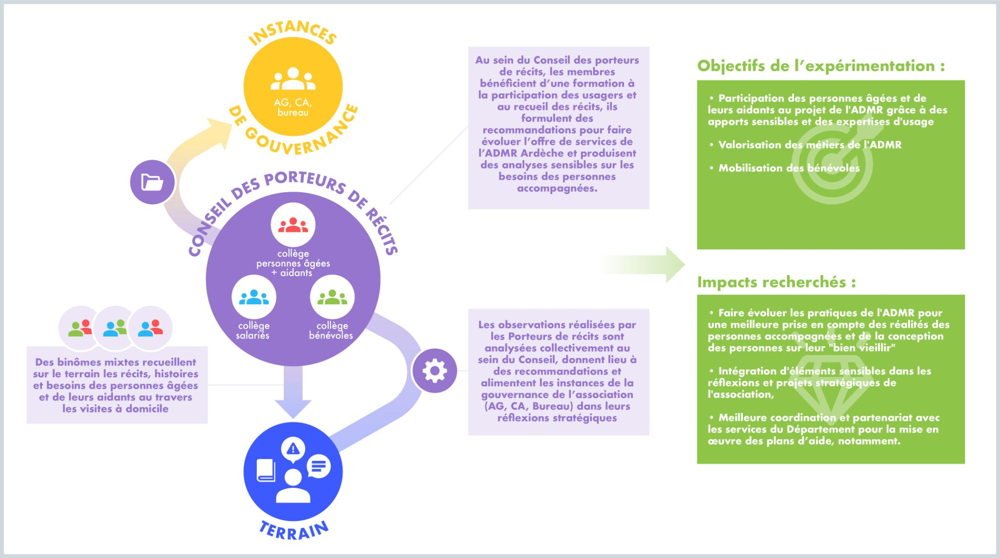 INSTANCES
DE GOUVERNANCE
AG, CA,
bureau
CONSEIL DES PORTEURS DE RÉCITS
collège
personnes âgées
+ aidants
collège
salariés
collège
bénévoles
Des binômes mixtes recueillent
sur le terrain les récits, histoires
et besoins des personnes âgées
et de leurs aidants au travers
les visites à domicile
TERRAIN
Au sein du Conseil des porteurs
de récits, les membres
bénéficient d’une formation à
la participation des usagers et
au recueil des récits, ils
formulent des
recommandations pour faire
évoluer l’offre de services de
l’ADMR Ardèche et produisent
des analyses sensibles sur les
besoins des personnes
accompagnées.
Les observations réalisées par
les Porteurs de récits sont
analysées collectivement au
sein du Conseil, donnent lieu à
des recommandations et
alimentent les instances de la
gouvernance de l’association
(AG, CA, Bureau) dans leurs
réflexions stratégiques
Objectifs de l’expérimentation :
• Participation des personnes âgées et de
leurs aidants au projet de l'ADMR grâce à des
apports sensibles et des expertises d'usage
• Valorisation des métiers de l'ADMR
• Mobilisation des bénévoles
Impacts recherchés :
• Faire évoluer les pratiques de l'ADMR pour
une meilleure prise en compte des réalités des
personnes accompagnées et de la conception
des personnes sur leur "bien vieillir"
• Intégration d'éléments sensibles dans les
réflexions et projets stratégiques de
l'association,
• Meilleure coordination et partenariat avec
les services du Département pour la mise en
œuvre des plans d’aide, notamment.